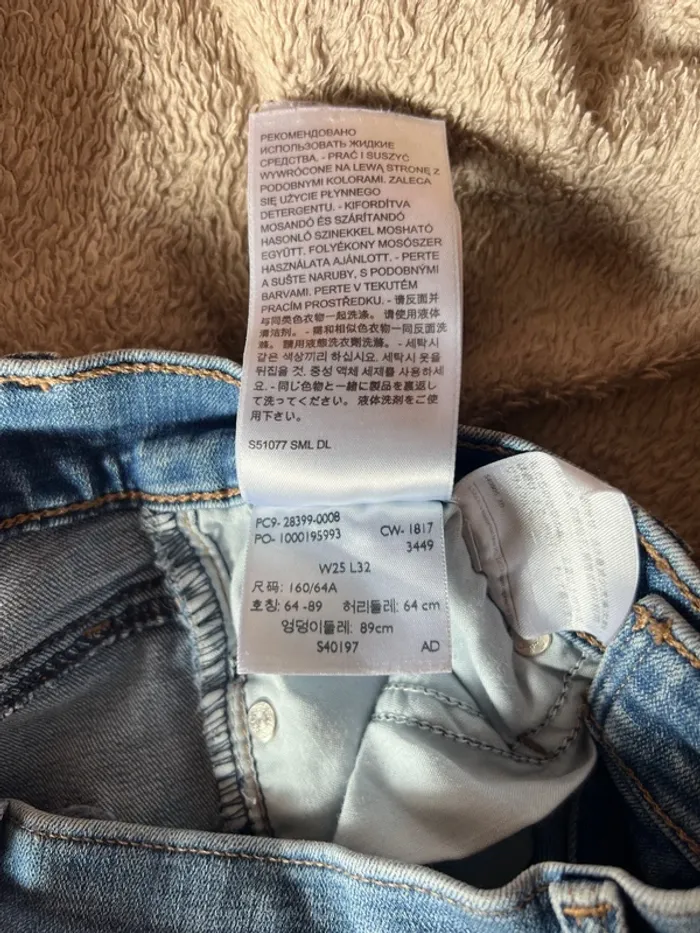 РЕКОМЕНДОВАНО
ИСПОЛЬЗОВАТЬ ЖИДКИЕ
СРЕДСТВА. - PRAĆ I SUSZYĆ
WYWRÓCONE NA LEWĄ STRONĘ Z
PODOBNYMI KOLORAMI. ZALECA
SIĘ UŻYCIE PŁYNNEGO
DETERGENTU. - KIFORDÍTVA
MOSANDÓ ÉS SZÁRÍTANDÓ
HASONLÓ SZINEKKEL MOSHATÓ
EGYÜTT. FOLYÉKONY MOSÓSZER
HASZNÁLATA AJÁNLOTT. - PERTE
A SUŠTE NARUBY, S PODOBNÝMI
BARVAMI. PERTE V TEKUTÉM
PRACÍM PROSTŘEDKU. - 请反面并
与同类色衣物一起洗涤。请使用液体
清洁剂。 - 和相似色衣物一同反面洗
滌。請用液態洗衣劑洗滌。 - 세탁시
같은 색상끼리 하십시요. 세탁시 옷을
뒤집을 것. 중성 액체 세제를 사용하세
요. - 同じ色物と一緒に製品を裏返し
て洗ってください。液体洗剤をご使
用下さい。
S51077 SML DL
PC9- 28399-0008
PO- 1000195993
CW- 1817
3449
W25 L32
尺码: 160/64A
호칭: 64 -89 허리둘레: 64 cm
엉덩이둘레: 89cm
S40197 AD